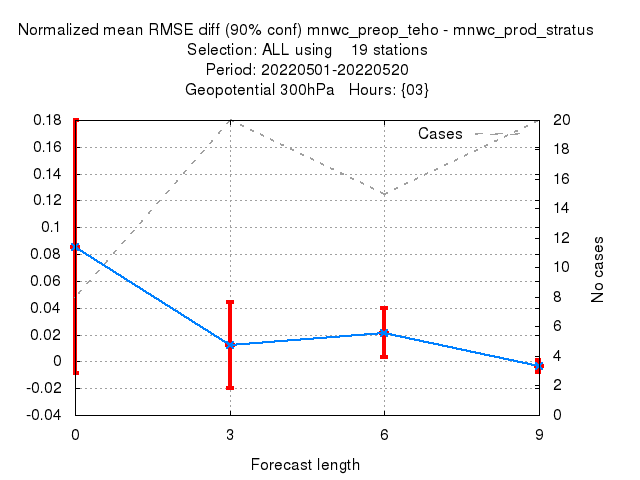 Normalized mean RMSE diff (90% conf) mnwc_preop_teho - mnwc_prod_stratus
Selection: ALL using    19 stations
Period: 20220501-20220520
Geopotential 300hPa   Hours: {03}
Cases
0.18
0.16
0.14
0.12
0.1
0.08
0.06
0.04
0.02
0
-0.02
-0.04
20
18
16
14
12
10
8
6
4
2
0
No cases
0 3 6 9
Forecast length